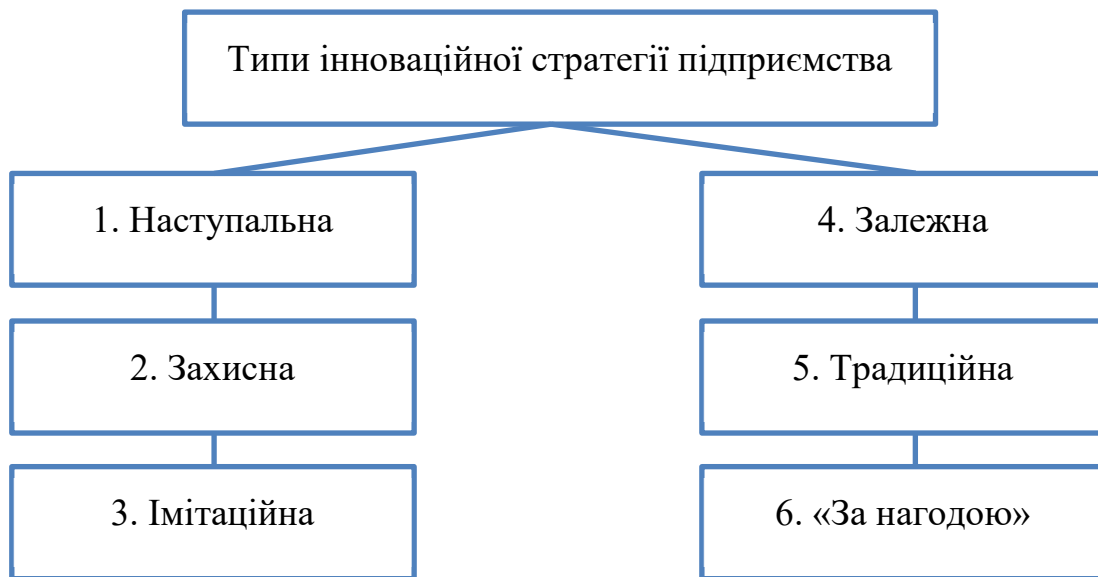 Типи інноваційної стратегії підприємства
1. Наступальна
2. Захисна
3. Імітаційна
4. Залежна
5. Традиційна
6. «За нагодою»